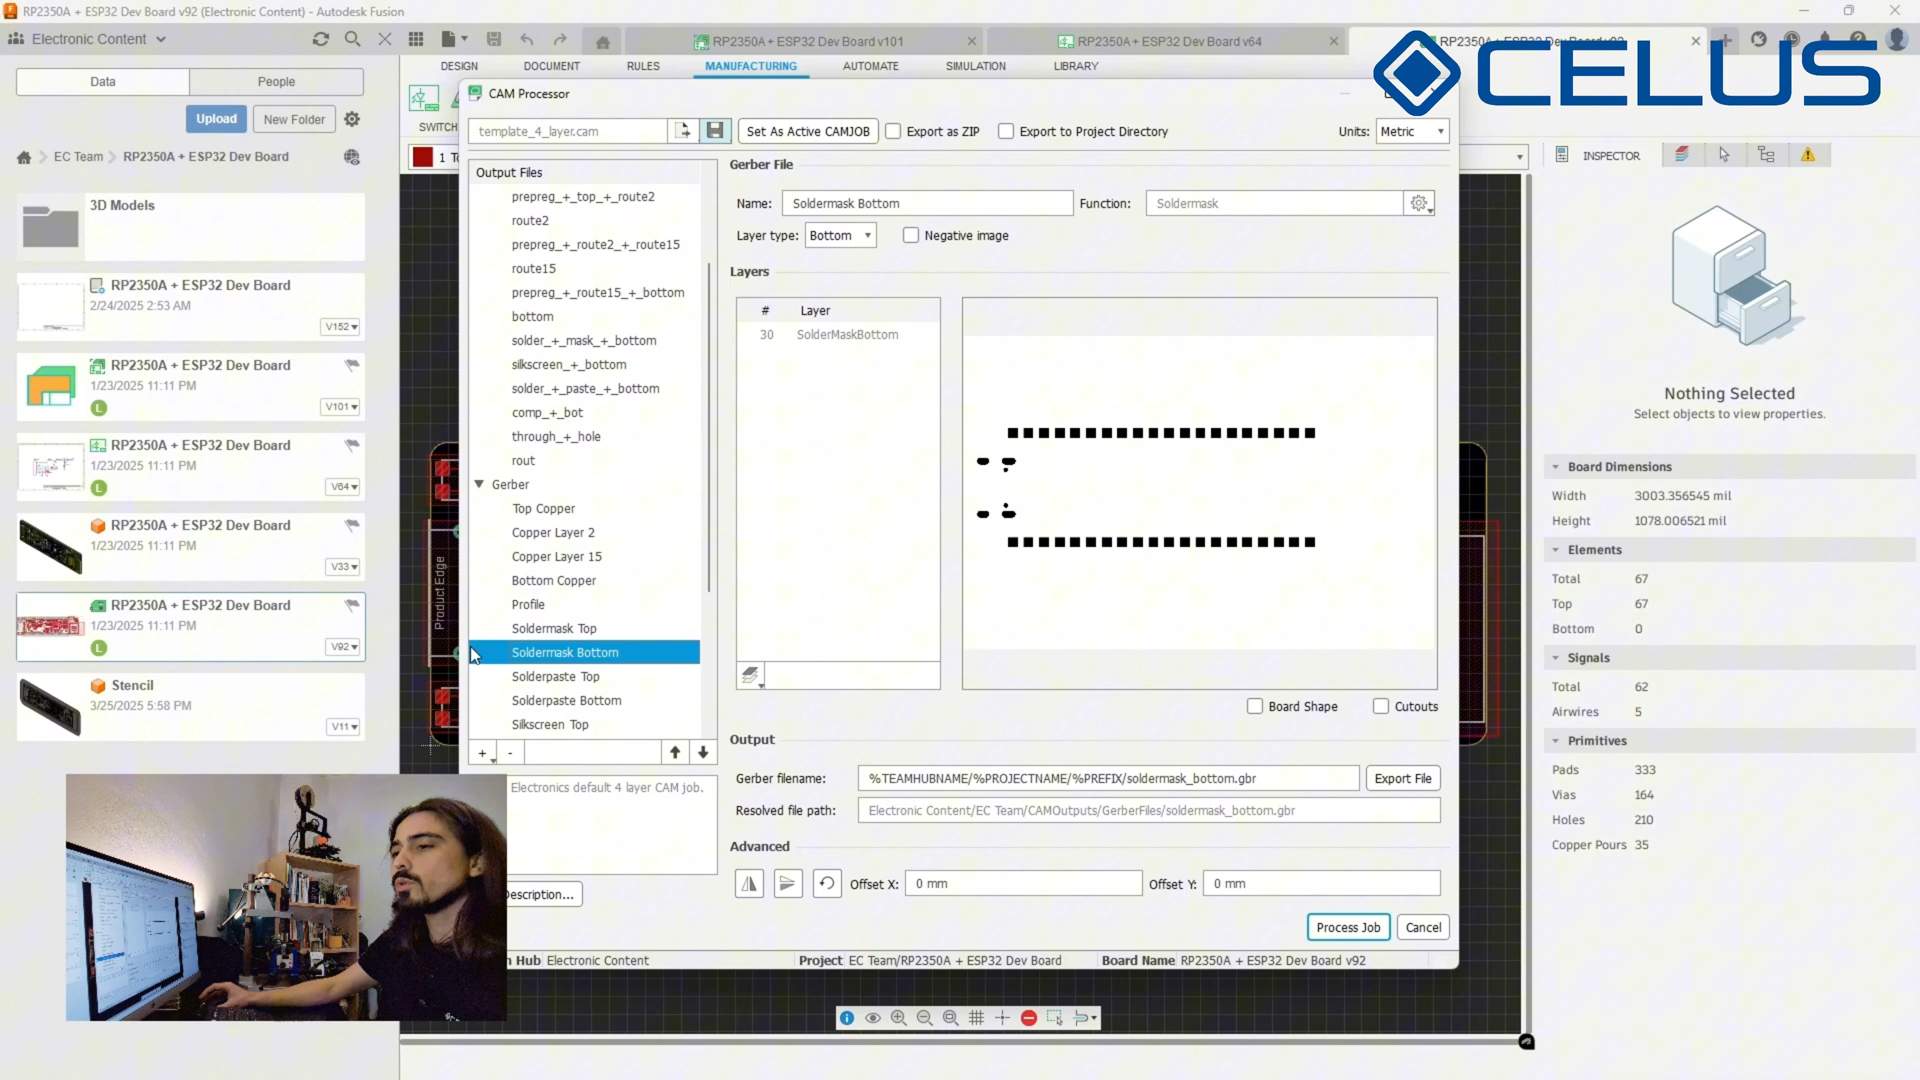 RP2350A + ESP32 Dev Board v92 (Electronic Content) - Autodesk Fusion
Electronic Content
RP2350A + ESP32 Dev Board v101
RP2350A + ESP32 Dev Board v64
CELUS
Data
People
DESIGN
DOCUMENT
RULES
MANUFACTURING
AUTOMATE
SIMULATION
LIBRARY
Upload
New Folder
SWITCH
EC Team
RP2350A + ESP32 Dev Board
3D Models
RP2350A + ESP32 Dev Board
2/24/2025 2:53 AM
V152
RP2350A + ESP32 Dev Board
1/23/2025 11:11 PM
L
V101
RP2350A + ESP32 Dev Board
1/23/2025 11:11 PM
L
V64
RP2350A + ESP32 Dev Board
1/23/2025 11:11 PM
V33
RP2350A + ESP32 Dev Board
1/23/2025 11:11 PM
L
V92
Stencil
3/25/2025 5:58 PM
V11
Product Edge
CAM Processor
template_4_layer.cam
Set As Active CAMJOB
Export as ZIP
Export to Project Directory
Units:
Metric
Output Files
prepreg_+_top_+_route2
route2
prepreg_+_route2_+_route15
route15
prepreg_+_route15_+_bottom
bottom
solder_+_mask_+_bottom
silkscreen_+_bottom
solder_+_paste_+_bottom
comp_+_bot
through_+_hole
rout
Gerber
Top Copper
Copper Layer 2
Copper Layer 15
Bottom Copper
Profile
Soldermask Top
Soldermask Bottom
Solderpaste Top
Solderpaste Bottom
Silkscreen Top
+
-
Electronics default 4 layer CAM job.
Description...
Gerber File
Name:
Soldermask Bottom
Function:
Soldermask
Layer type:
Bottom
Negative image
Layers
# Layer
30 SolderMaskBottom
Board Shape
Cutouts
Output
Gerber filename:
%TEAMHUBNAME/%PROJECTNAME/%PREFIX/soldermask_bottom.gbr
Export File
Resolved file path:
Electronic Content/EC Team/CAMOutputs/GerberFiles/soldermask_bottom.gbr
Advanced
Offset X:
0 mm
Offset Y:
0 mm
Process Job
Cancel
Hub Electronic Content
Project EC Team/RP2350A + ESP32 Dev Board
Board Name RP2350A + ESP32 Dev Board v92
INSPECTOR
Nothing Selected
Select objects to view properties.
Board Dimensions
Width 3003.356545 mil
Height 1078.006521 mil
Elements
Total 67
Top 67
Bottom 0
Signals
Total 62
Airwires 5
Primitives
Pads 333
Vias 164
Holes 210
Copper Pours 35